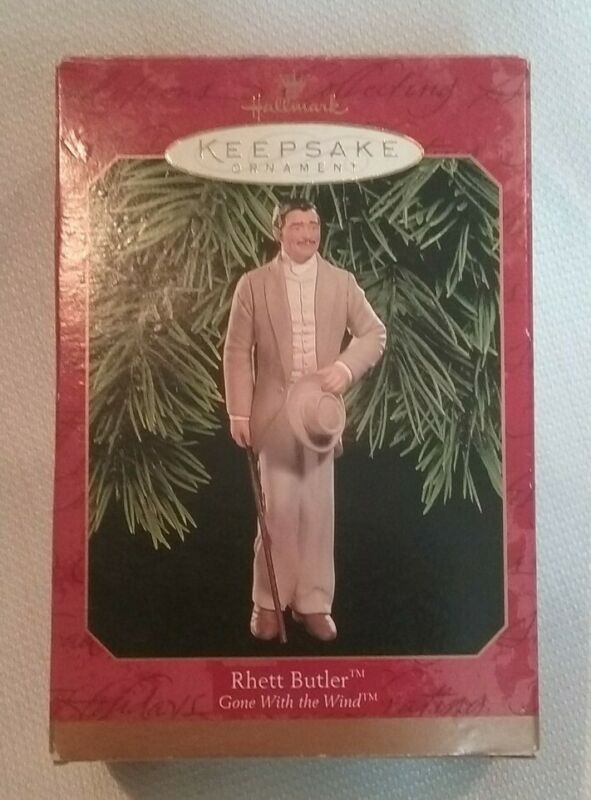 Hallmark
KEEPSAKE
ORNAMENT
Rhett Butler™
Gone With the Wind™